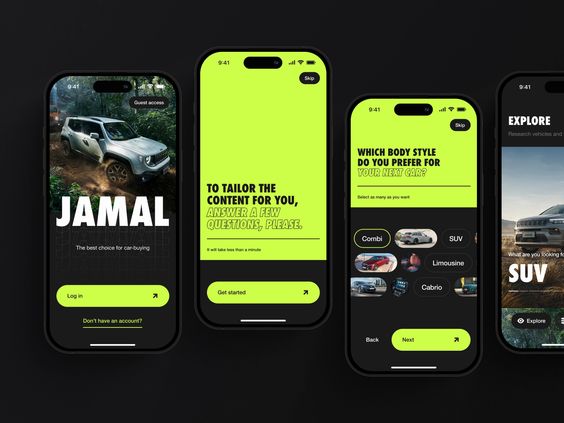 9:41
Guest access
JAMAL
The best choice for car-buying
Log in
Don't have an account?
9:41
Skip
TO TAILOR THE
CONTENT FOR YOU,
ANSWER A FEW
QUESTIONS, PLEASE.
It will take less than a minute
Get started
9:41
Skip
WHICH BODY STYLE
DO YOU PREFER FOR
YOUR NEXT CAR?
Select as many as you want
Combi
SUV
Limousine
Cabrio
Back
Next
9:41
EXPLORE
Research vehicles and
What are you looking fo
SUV
Explore